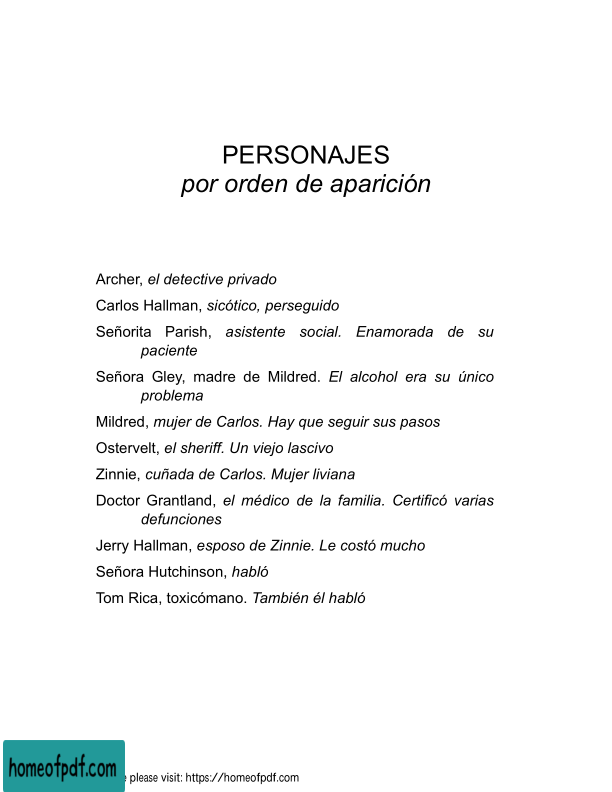 PERSONAJES
por orden de aparición
Archer, el detective privado
Carlos Hallman, sicótico, perseguido
Señorita Parish, asistente social. Enamorada de su
paciente
Señora Gley, madre de Mildred. El alcohol era su único
problema
Mildred, mujer de Carlos. Hay que seguir sus pasos
Ostervelt, el sheriff. Un viejo lascivo
Zinnie, cuñada de Carlos. Mujer liviana
Doctor Grantland, el médico de la familia. Certificó varias
defunciones
Jerry Hallman, esposo de Zinnie. Le costó mucho
Señora Hutchinson, habló
Tom Rica, toxicómano. También él habló
homeofpdf.com
please visit: https://homeofpdf.com